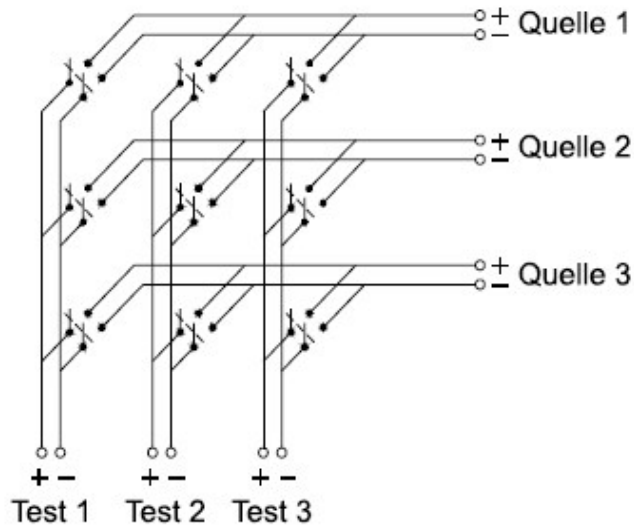 + Quelle 1
−
+ Quelle 2
−
+ Quelle 3
−
+ − + − + −
Test 1 Test 2 Test 3